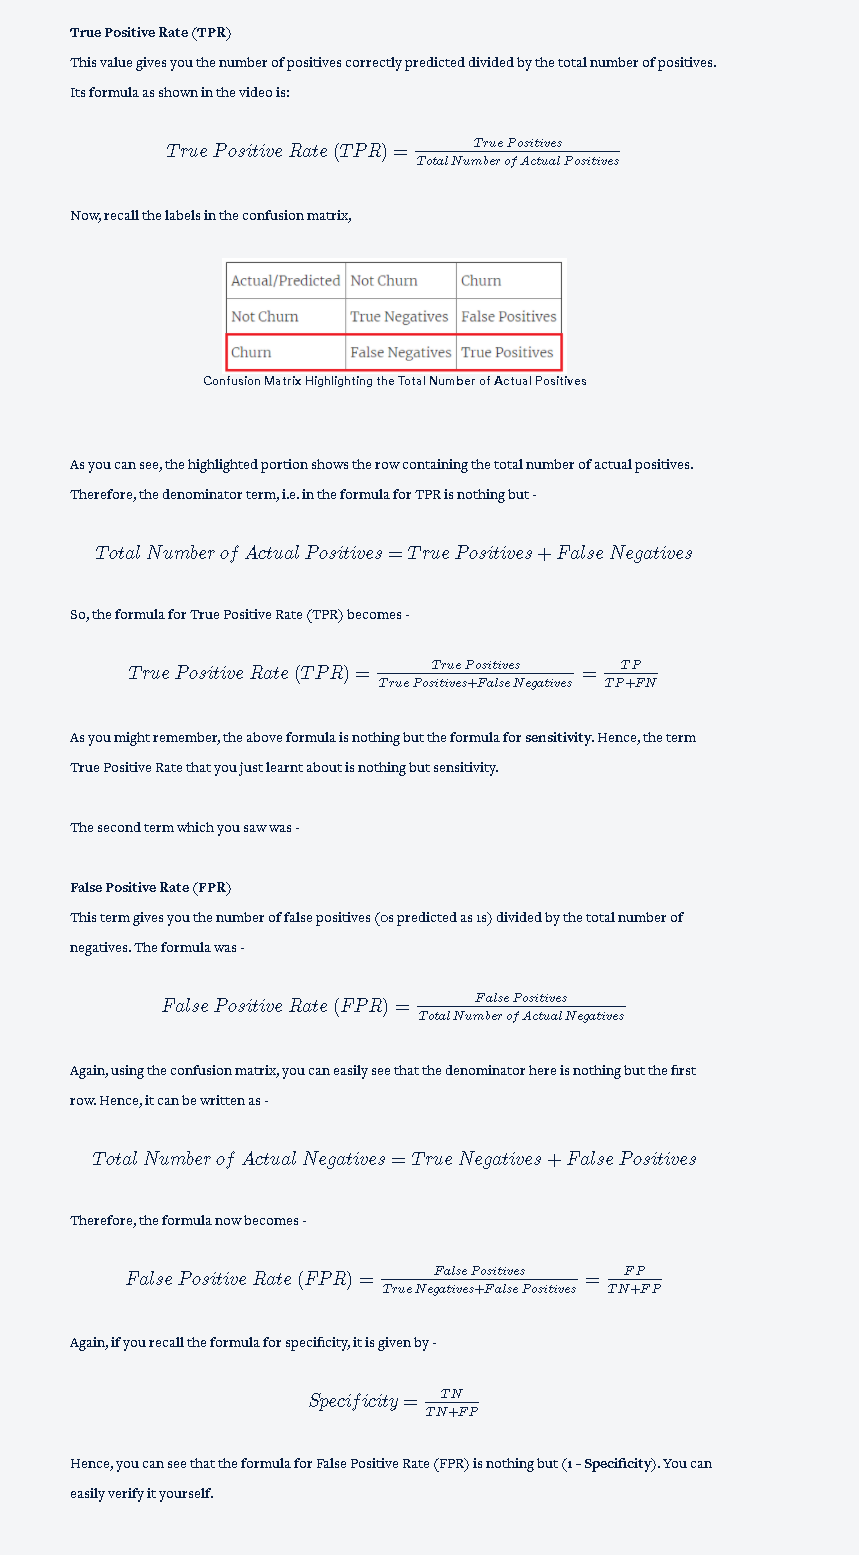 True Positive Rate (TPR)
This value gives you the number of positives correctly predicted divided by the total number of positives.
Its formula as shown in the video is:
True Positive Rate (TPR) = True Positives / Total Number of Actual Positives
Now, recall the labels in the confusion matrix,
Actual/Predicted Not Churn Churn
Not Churn True Negatives False Positives
Churn False Negatives True Positives
Confusion Matrix Highlighting the Total Number of Actual Positives
As you can see, the highlighted portion shows the row containing the total number of actual positives.
Therefore, the denominator term, i.e. in the formula for TPR is nothing but -
Total Number of Actual Positives = True Positives + False Negatives
So, the formula for True Positive Rate (TPR) becomes -
True Positive Rate (TPR) = True Positives / True Positives+False Negatives = TP / TP+FN
As you might remember, the above formula is nothing but the formula for sensitivity. Hence, the term
True Positive Rate that you just learnt about is nothing but sensitivity.
The second term which you saw was -
False Positive Rate (FPR)
This term gives you the number of false positives (0s predicted as 1s) divided by the total number of
negatives. The formula was -
False Positive Rate (FPR) = False Positives / Total Number of Actual Negatives
Again, using the confusion matrix, you can easily see that the denominator here is nothing but the first
row. Hence, it can be written as -
Total Number of Actual Negatives = True Negatives + False Positives
Therefore, the formula now becomes -
False Positive Rate (FPR) = False Positives / True Negatives+False Positives = FP / TN+FP
Again, if you recall the formula for specificity, it is given by -
Specificity = TN / TN+FP
Hence, you can see that the formula for False Positive Rate (FPR) is nothing but (1 - Specificity). You can
easily verify it yourself.